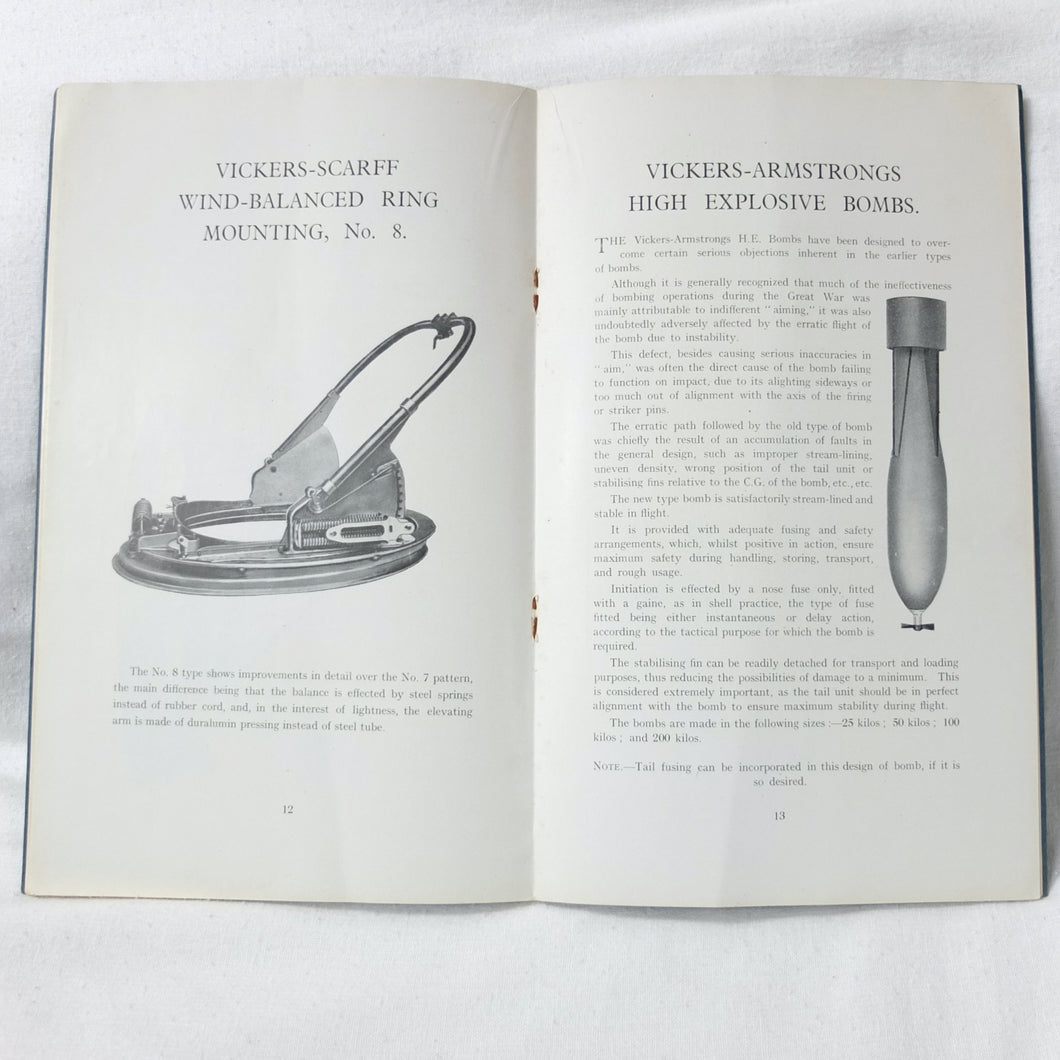 VICKERS-SCARFF
WIND-BALANCED RING
MOUNTING, No. 8.
The No. 8 type shows improvements in detail over the No. 7 pattern,
the main difference being that the balance is effected by steel springs
instead of rubber cord, and, in the interest of lightness, the elevating
arm is made of duralumin pressing instead of steel tube.
12
VICKERS-ARMSTRONGS
HIGH EXPLOSIVE BOMBS.
THE Vickers-Armstrongs H.E. Bombs have been designed to over-
come certain serious objections inherent in the earlier types
of bombs.
Although it is generally recognized that much of the ineffectiveness
of bombing operations during the Great War was
mainly attributable to indifferent "aiming," it was also
undoubtedly adversely affected by the erratic flight of
the bomb due to instability.
This defect, besides causing serious inaccuracies in
"aim," was often the direct cause of the bomb failing
to function on impact, due to its alighting sideways or
too much out of alignment with the axis of the firing
or striker pins.
The erratic path followed by the old type of bomb
was chiefly the result of an accumulation of faults in
the general design, such as improper stream-lining,
uneven density, wrong position of the tail unit or
stabilising fins relative to the C.G. of the bomb, etc., etc.
The new type bomb is satisfactorily stream-lined and
stable in flight.
It is provided with adequate fusing and safety
arrangements, which, whilst positive in action, ensure
maximum safety during handling, storing, transport,
and rough usage.
Initiation is effected by a nose fuse only, fitted
with a gaine, as in shell practice, the type of fuse
fitted being either instantaneous or delay action,
according to the tactical purpose for which the bomb is
required.
The stabilising fin can be readily detached for transport and loading
purposes, thus reducing the possibilities of damage to a minimum. This
is considered extremely important, as the tail unit should be in perfect
alignment with the bomb to ensure maximum stability during flight.
The bombs are made in the following sizes :—25 kilos ; 50 kilos ; 100
kilos ; and 200 kilos.
NOTE.—Tail fusing can be incorporated in this design of bomb, if it is
so desired.
13